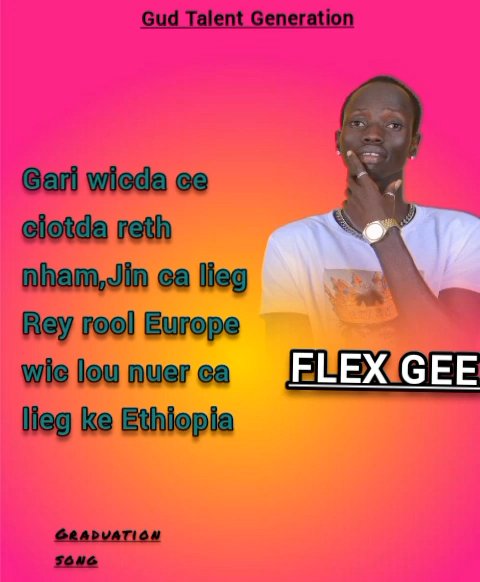 Gud Talent Generation
Gari wicda ce
ciotda reth
nham,Jin ca lieg
Rey rool Europe
wic lou nuer ca
lieg ke Ethiopia
FLEX GEE
Graduation
song